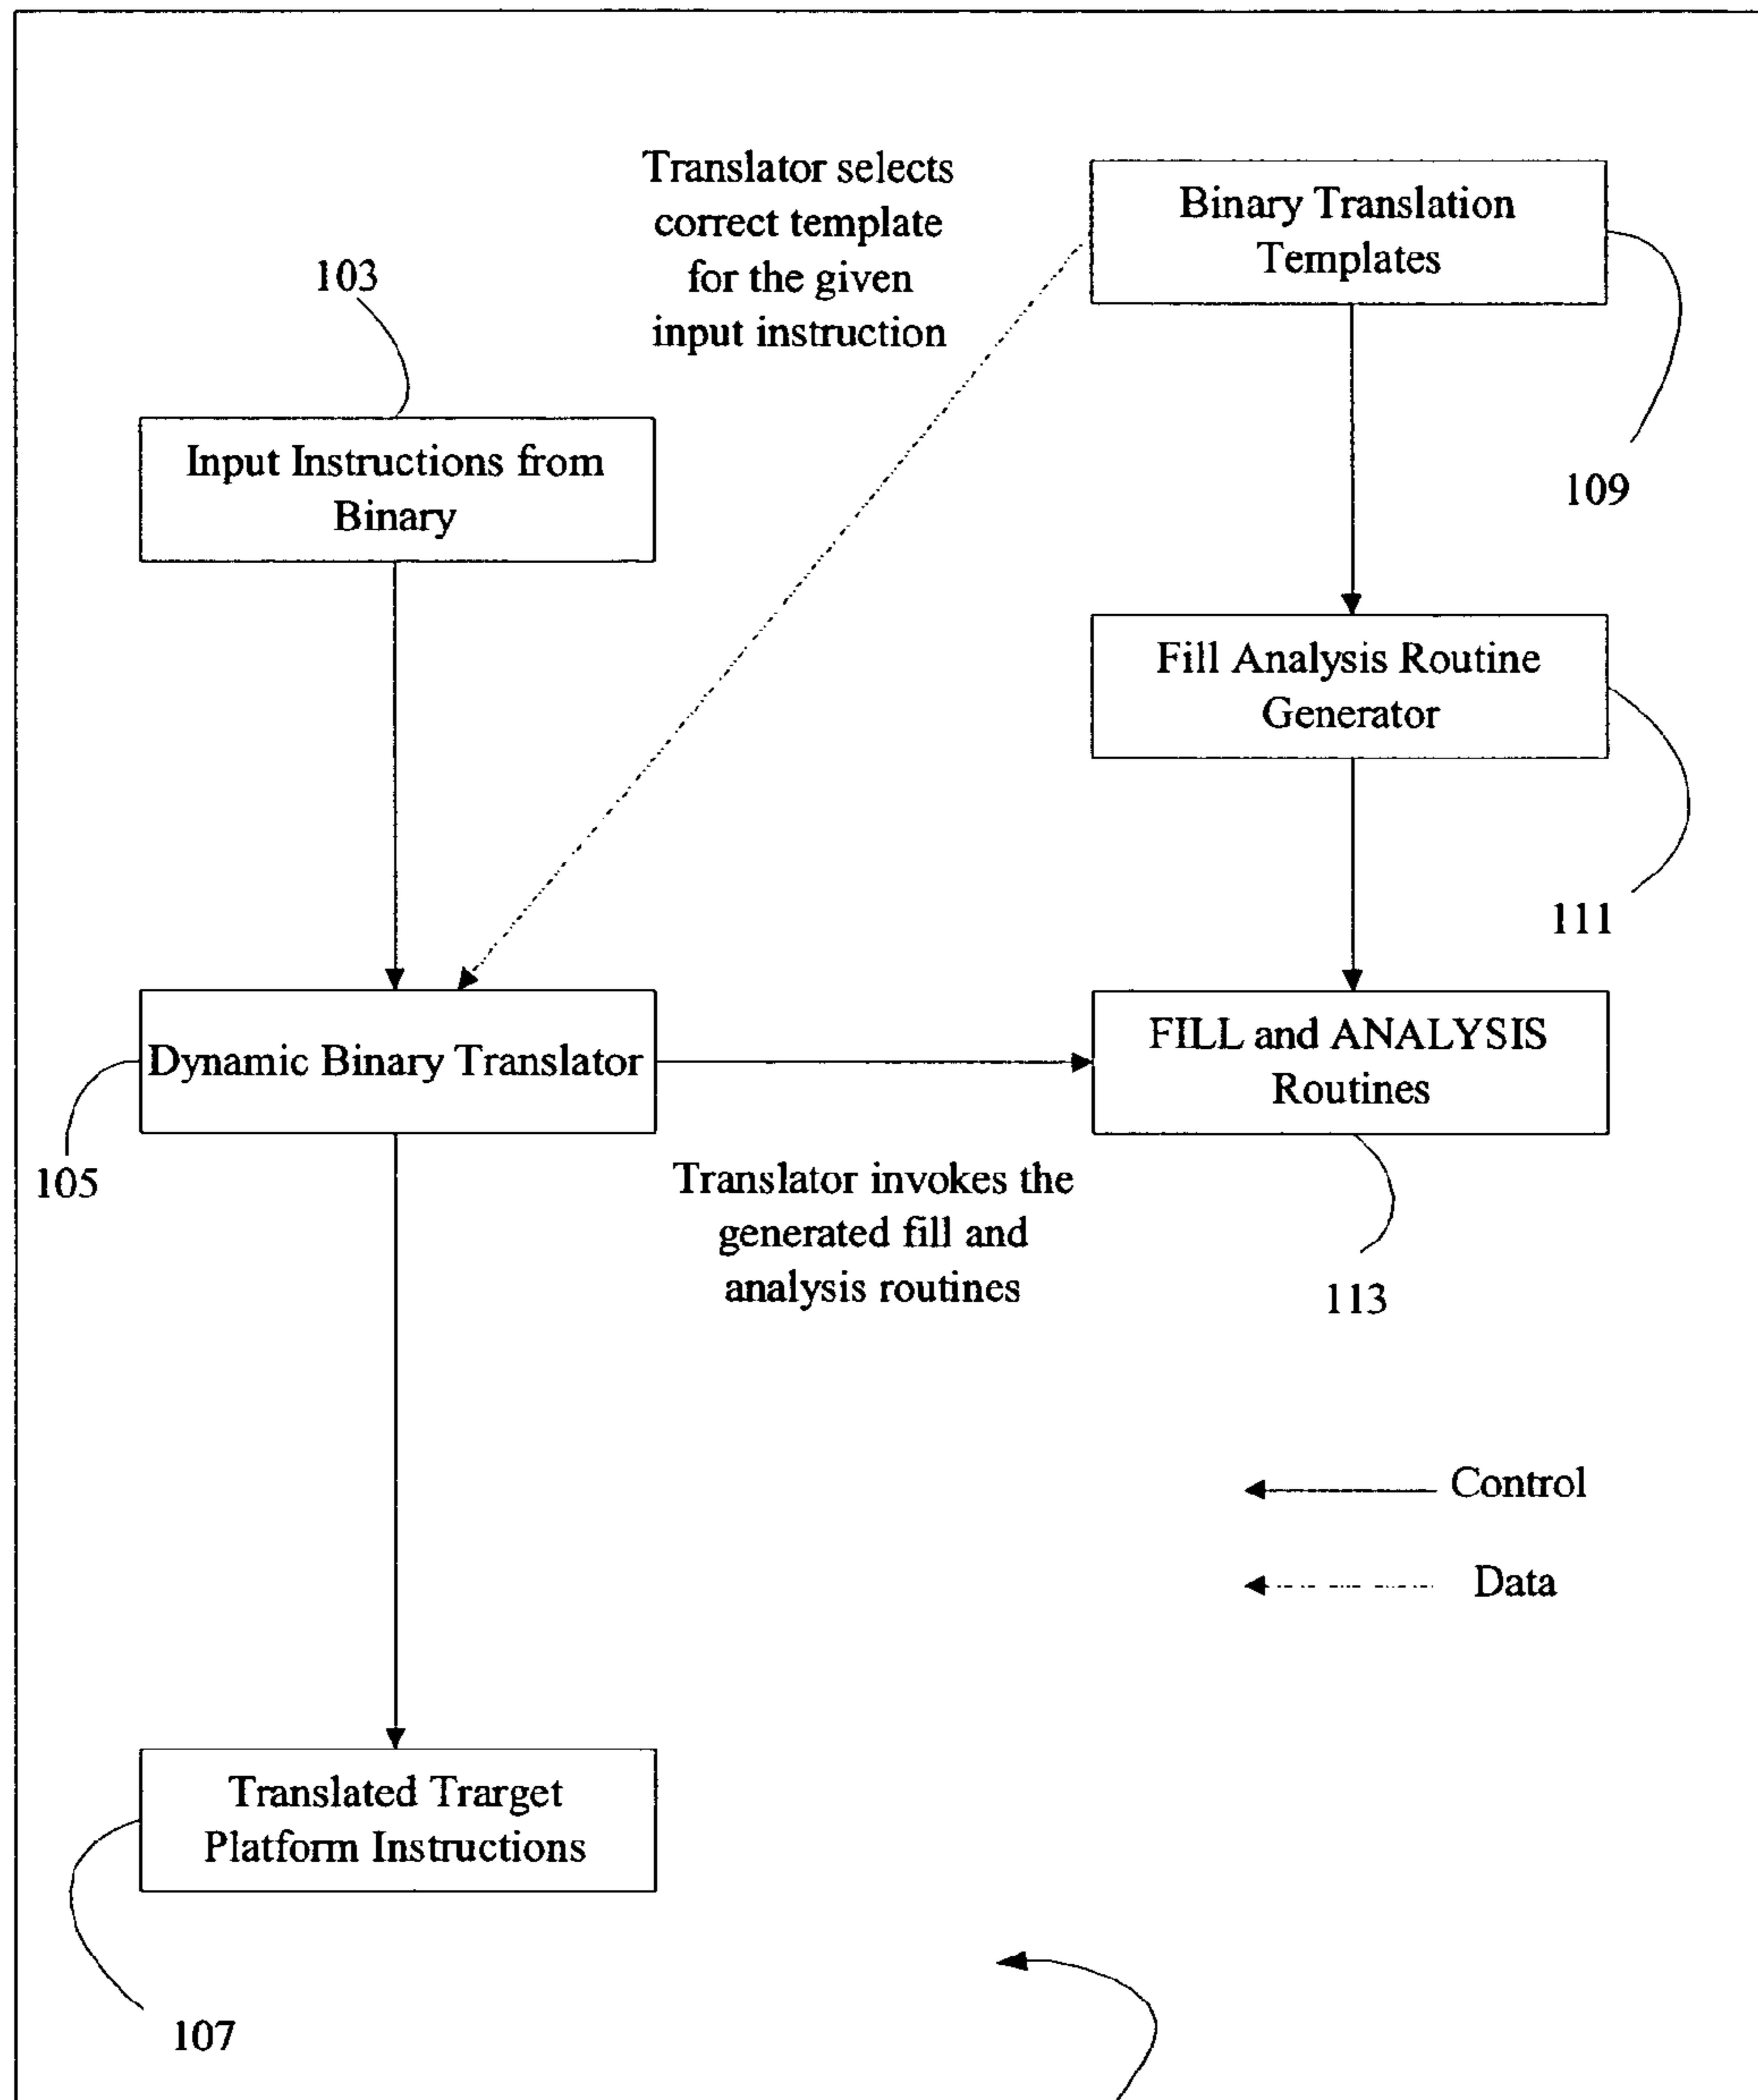 Translator selects
correct template
for the given
input instruction
Binary Translation
Templates
103
Input Instructions from
Binary
109
Fill Analysis Routine
Generator
111
Dynamic Binary Translator
FILL and ANALYSIS
Routines
105
Translator invokes the
generated fill and
analysis routines
113
Control
Data
Translated Trarget
Platform Instructions
107